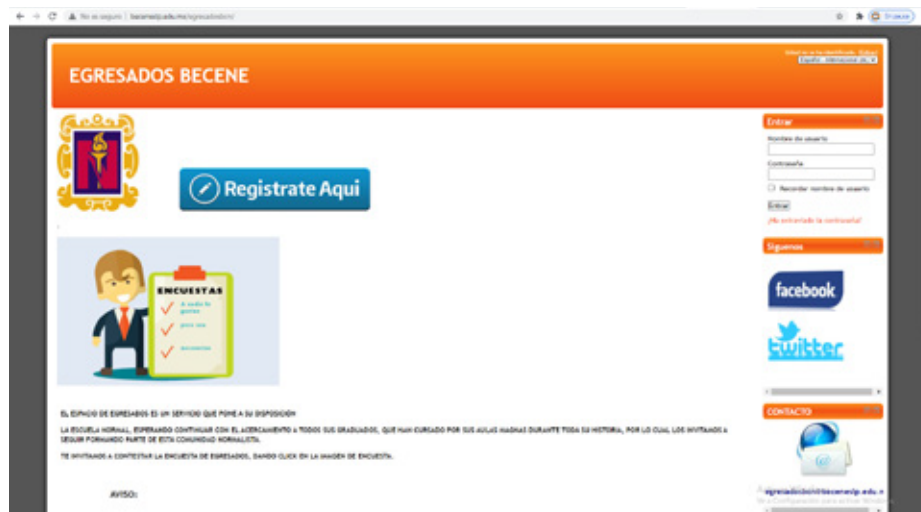 No es seguro | beceneslp.edu.mx/egresadosbcn/
EGRESADOS BECENE
Registrate Aqui
Entrar
Nombre de usuario
Contraseña
Recordar nombre de usuario
Entrar
¿Ha extraviado la contraseña?
Síguenos
facebook
twitter
ENCUESTAS
EL ESPACIO DE EGRESADOS ES UN SERVICIO QUE PONE A SU DISPOSICIÓN
LA ESCUELA NORMAL, ESPERANDO CONTINUAR CON EL ACERCAMIENTO A TODOS SUS GRADUADOS, QUE HAN CURSADO POR SUS AULAS MAGNAS DURANTE TODA SU HISTORIA, POR LO CUAL LOS INVITAMOS A
SEGUIR FORMANDO PARTE DE ESTA COMUNIDAD NORMALISTA.
TE INVITAMOS A CONTESTAR LA ENCUESTA DE EGRESADOS, DANDO CLICK EN LA IMAGEN DE ENCUESTA.
CONTACTO
AVISO: